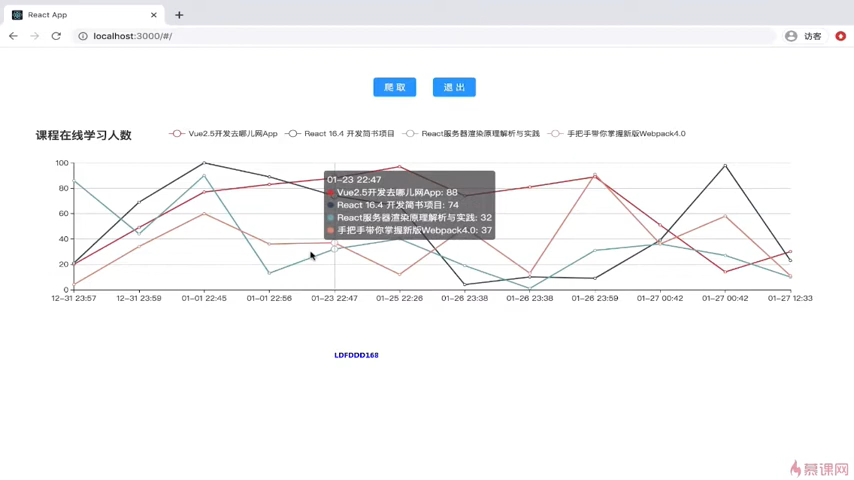 React App
localhost:3000/#/
访客
爬 取
退 出
课程在线学习人数
Vue2.5开发去哪儿网App
React 16.4 开发简书项目
React服务器渲染原理解析与实践
手把手带你掌握新版Webpack4.0
100
80
60
40
20
0
01-23 22:47
Vue2.5开发去哪儿网App: 88
React 16.4 开发简书项目: 74
React服务器渲染原理解析与实践: 32
手把手带你掌握新版Webpack4.0: 37
12-31 23:57
12-31 23:59
01-01 22:45
01-01 22:56
01-23 22:47
01-25 22:26
01-26 23:38
01-26 23:38
01-26 23:59
01-27 00:42
01-27 00:42
01-27 12:33
LDFDDD168
慕课网